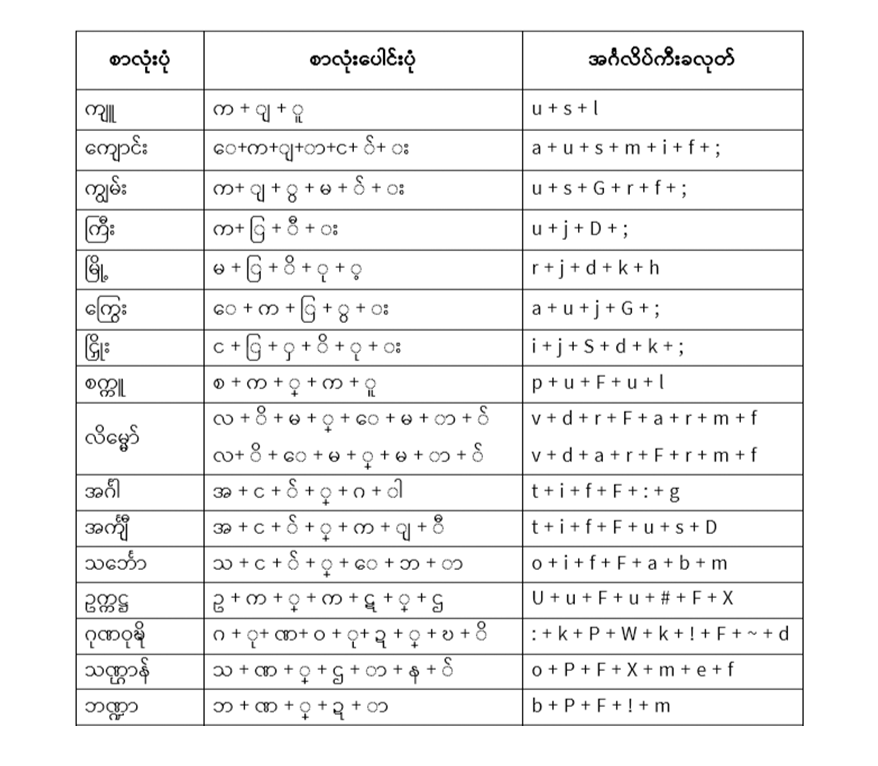 စာလုံးပုံ စာလုံးပေါင်းပုံ အင်္ဂလိပ်ကီးခလုတ်
ကျူ က + ျ + ူ u + s + l
ကျောင်း ေ+က+ျ+ာ+င+ ်+ း a + u + s + m + i + f + ;
ကျွမ်း က+ ျ + ွ + မ + ် + း u + s + G + r + f + ;
ကြီး က+ ြ + ီ + း u + j + D + ;
မြို့ မ + ြ + ိ + ု + ့ r + j + d + k + h
ကြွေး ေ + က + ြ + ွ + း a + u + j + G + ;
ငြှိုး င + ြ + ှ + ိ + ု + း i + j + S + d + k + ;
စက္ကူ စ + က + ္ + က + ူ p + u + F + u + l
လိမ္မော် လ + ိ + မ + ္ + ေ + မ + ာ + ် v + d + r + F + a + r + m + f
လ+ ိ + ေ + မ + ္ + မ + ာ + ် v + d + a + r + F + r + m + f
အင်္ဂါ အ + င + ် + ္ + ဂ + ါ t + i + f + F + : + g
အင်္ကျီ အ + င + ် + ္ + က + ျ + ီ t + i + f + F + u + s + D
သင်္ဘော သ + င + ် + ္ + ေ + ဘ + ာ o + i + f + F + a + b + m
ဥက္ကဋ္ဌ ဥ + က + ္ + က + ဋ + ္ + ဌ U + u + F + u + # + F + X
ဂုဏဝုဍ္ဎိ ဂ + ု+ ဏ+ ဝ + ု+ ဍ + ္ + ဎ + ိ : + k + P + W + k + ! + F + ~ + d
သဏ္ဌာန် သ + ဏ + ္ + ဌ + ာ + န + ် o + P + F + X + m + e + f
ဘဏ္ဍာ ဘ + ဏ + ္ + ဍ + ာ b + P + F + ! + m